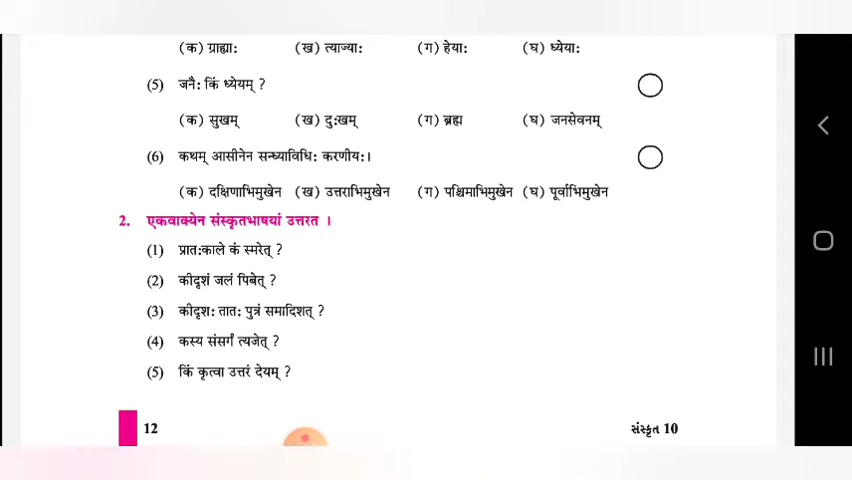 (क) ग्राह्या: (ख) त्याज्या: (ग) हेया: (घ) ध्येया:
(5) जनै: किं ध्येयम् ?
(क) सुखम् (ख) दु:खम् (ग) ब्रह्म (घ) जनसेवनम्
(6) कथम् आसीनेन सन्ध्याविधि: करणीय:।
(क) दक्षिणाभिमुखेन (ख) उत्तराभिमुखेन (ग) पश्चिमाभिमुखेन (घ) पूर्वाभिमुखेन
2. एकवाक्येन संस्कृतभाषयां उत्तरत ।
(1) प्रात:काले कं स्मरेत् ?
(2) कीदृशं जलं पिबेत् ?
(3) कीदृश: तात: पुत्रं समादिशत् ?
(4) कस्य संसर्गं त्यजेत् ?
(5) किं कृत्वा उत्तरं देयम् ?
12 સંસ્કૃત 10